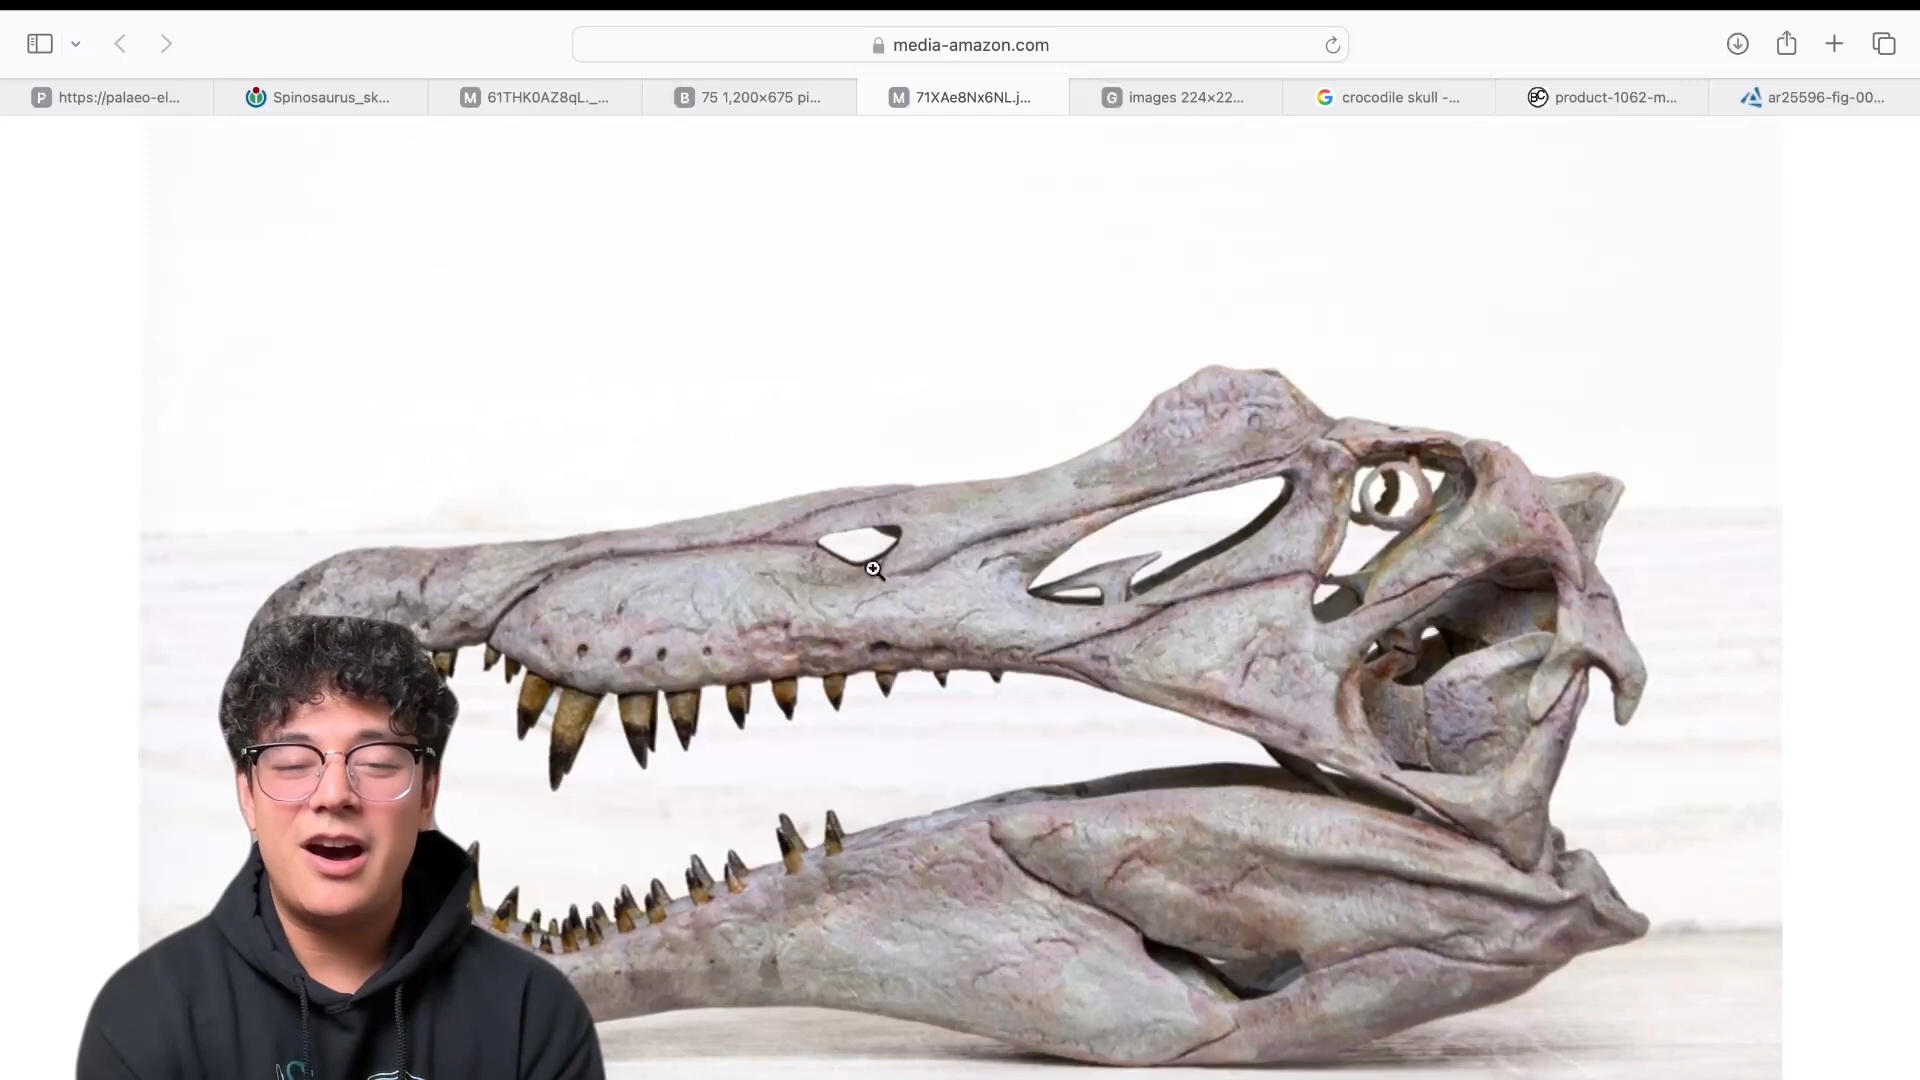 media-amazon.com
P https://palaeo-el...
Spinosaurus_sk...
M 61THK0AZ8qL._...
B 75 1,200×675 pi...
M 71XAe8Nx6NL.j...
G images 224×22...
G crocodile skull -...
BC product-1062-m...
ar25596-fig-00...